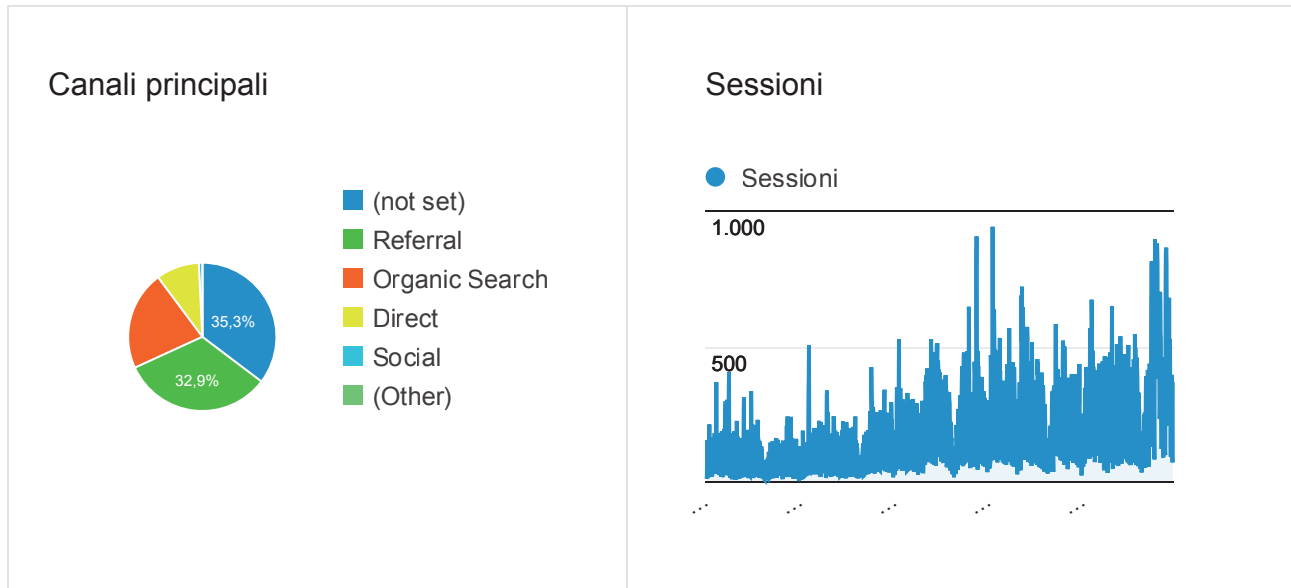 Canali principali
(not set)
Referral
Organic Search
Direct
Social
(Other)
35,3%
32,9%
Sessioni
Sessioni
1.000
500
...
...
...
...
...